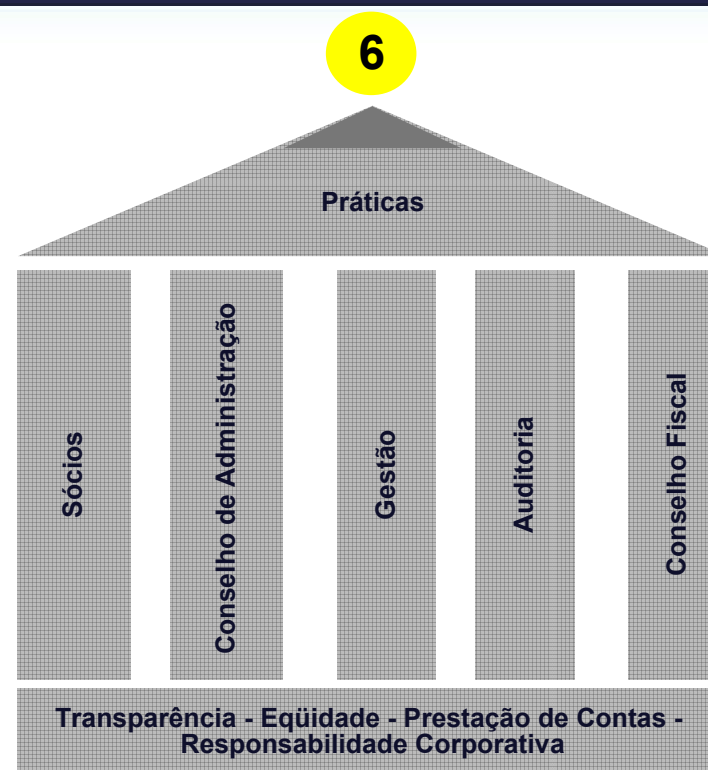 6
Práticas
Sócios
Conselho de Administração
Gestão
Auditoria
Conselho Fiscal
Transparência - Eqüidade - Prestação de Contas -
Responsabilidade Corporativa